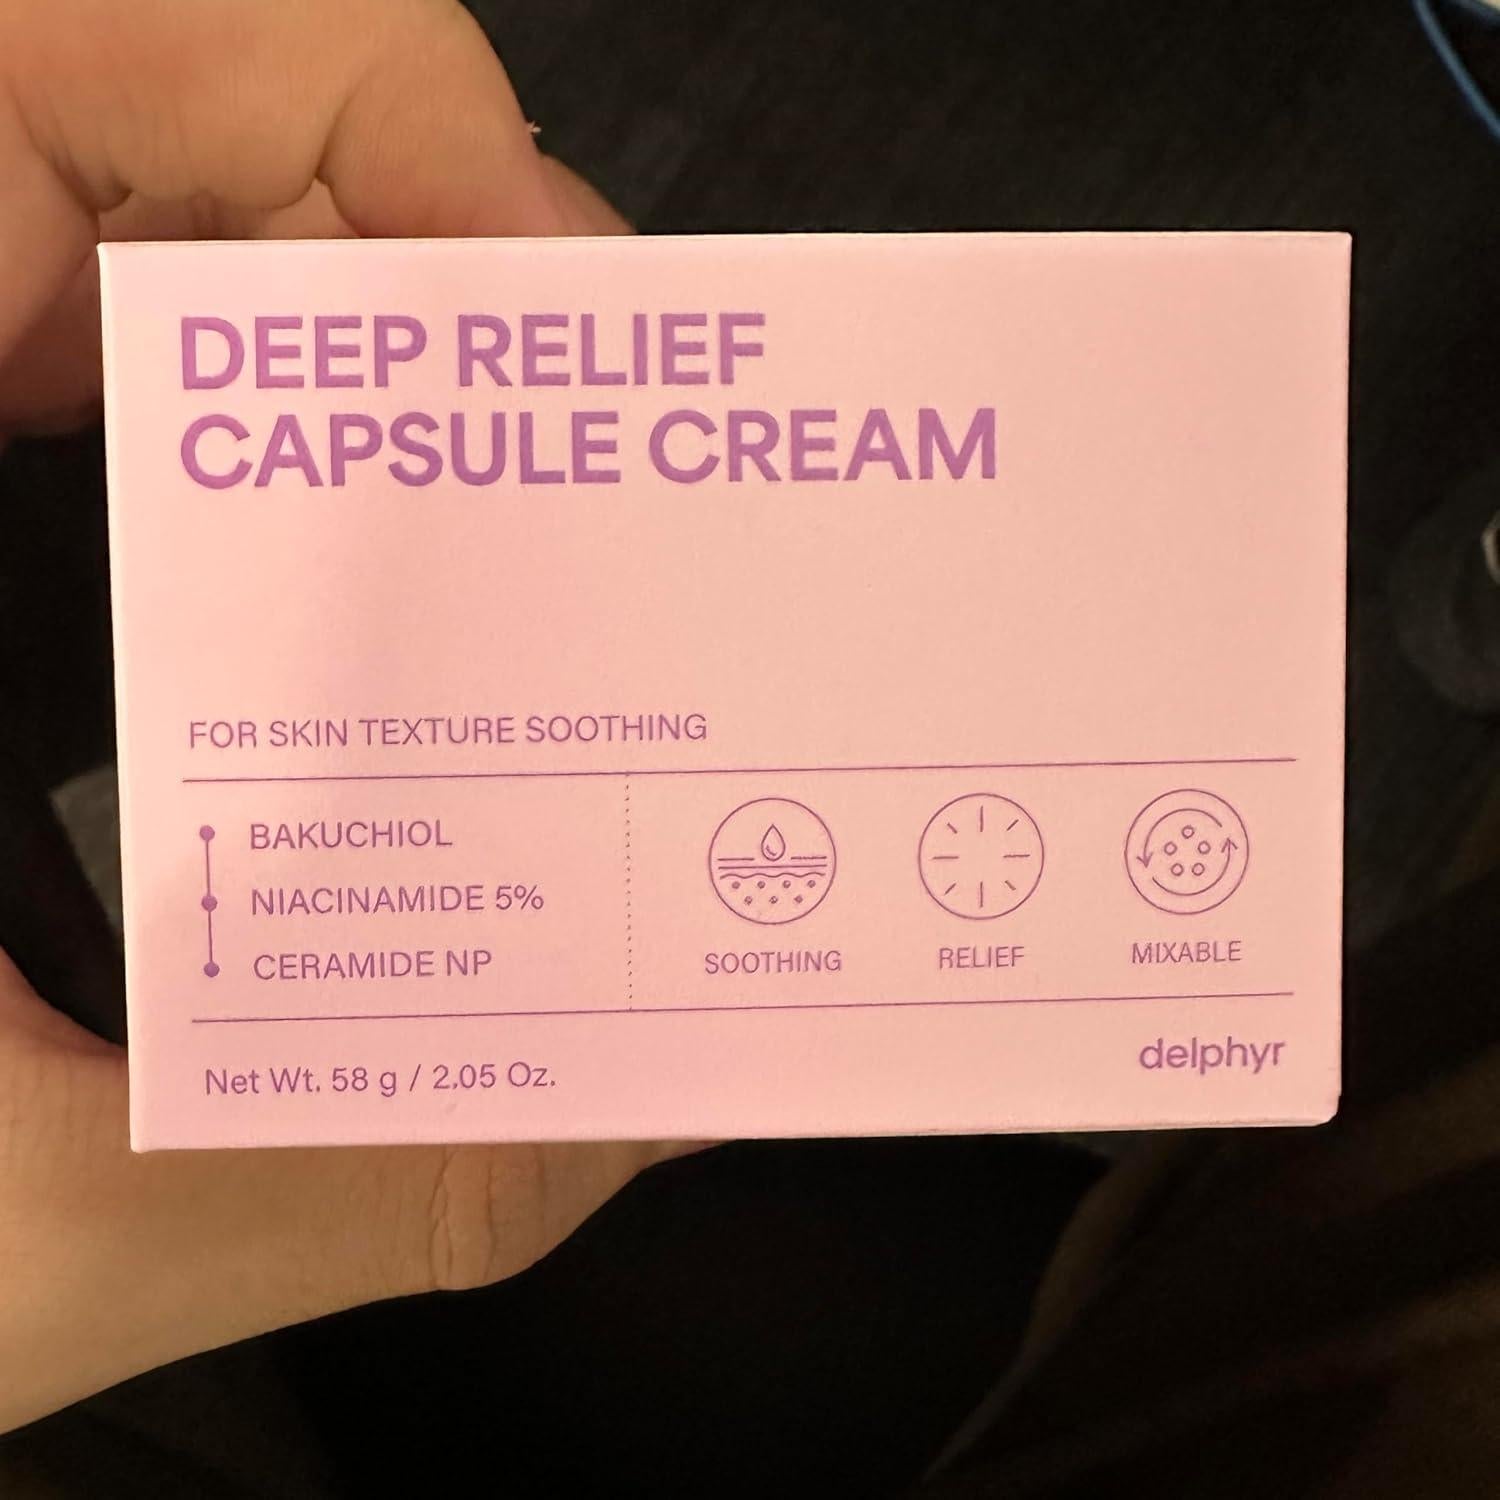 DEEP RELIEF
CAPSULE CREAM
FOR SKIN TEXTURE SOOTHING
BAKUCHIOL
NIACINAMIDE 5%
CERAMIDE NP
SOOTHING
RELIEF
MIXABLE
Net Wt. 58 g / 2.05 Oz.
delphyr